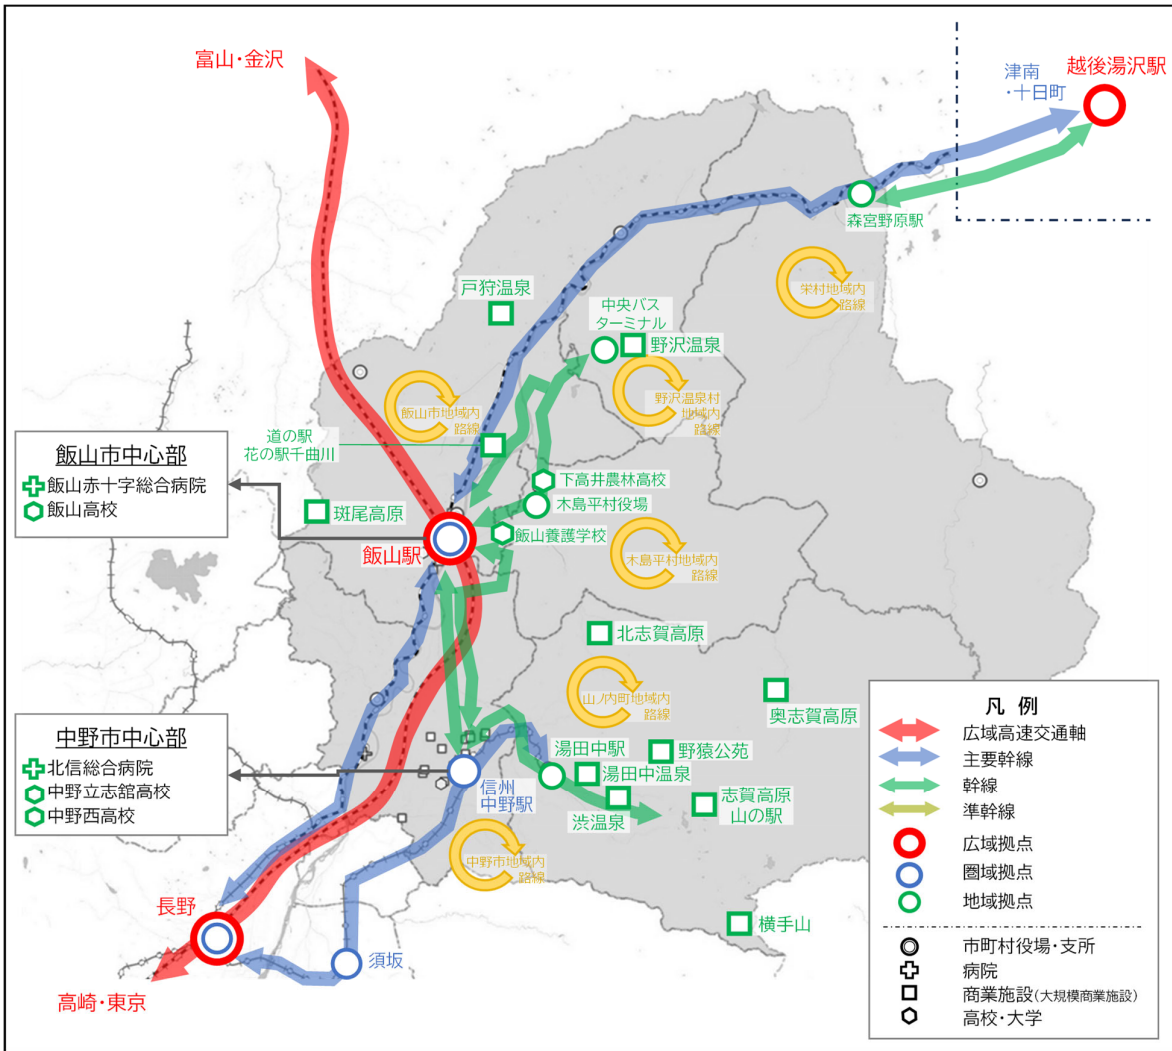 富山・金沢
津南
・十日町
越後湯沢駅
森宮野原駅
栄村地域内
路線
戸狩温泉
中央バス
ターミナル
野沢温泉
野沢温泉村
地域内
路線
飯山市地域内
路線
道の駅
花の駅千曲川
飯山市中心部
飯山赤十字総合病院
飯山高校
斑尾高原
下高井農林高校
木島平村役場
飯山養護学校
飯山駅
木島平村地域内
路線
北志賀高原
山ノ内町地域内
路線
奥志賀高原
中野市中心部
北信総合病院
中野立志舘高校
中野西高校
信州
中野駅
湯田中駅
野猿公苑
湯田中温泉
渋温泉
志賀高原
山の駅
中野市地域内
路線
横手山
長野
須坂
高崎・東京
凡 例
広域高速交通軸
主要幹線
幹線
準幹線
広域拠点
圏域拠点
地域拠点
市町村役場・支所
病院
商業施設(大規模商業施設)
高校・大学